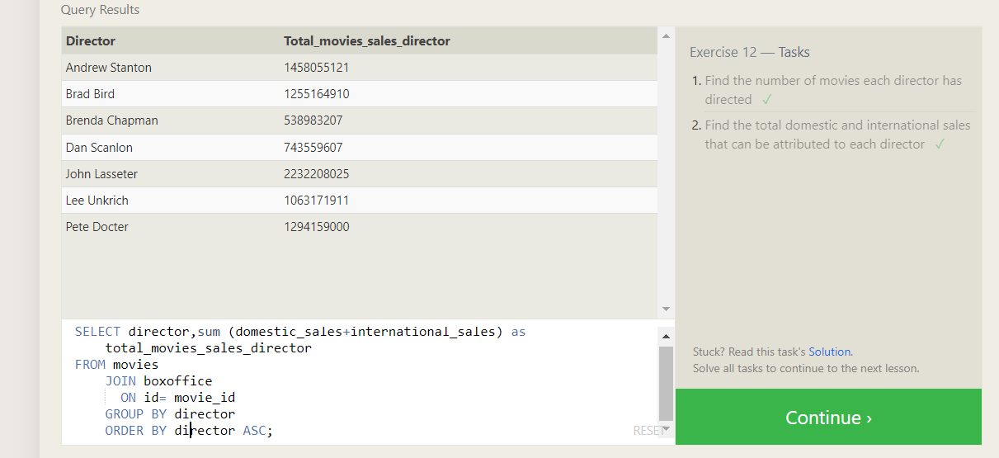 Query Results
Director Total_movies_sales_director
Andrew Stanton 1458055121
Brad Bird 1255164910
Brenda Chapman 538983207
Dan Scanlon 743559607
John Lasseter 2232208025
Lee Unkrich 1063171911
Pete Docter 1294159000
SELECT director,sum (domestic_sales+international_sales) as
total_movies_sales_director
FROM movies
JOIN boxoffice
ON id= movie_id
GROUP BY director
ORDER BY director ASC;
RESET
Exercise 12 — Tasks
1. Find the number of movies each director has
directed ✓
2. Find the total domestic and international sales
that can be attributed to each director ✓
Stuck? Read this task's Solution.
Solve all tasks to continue to the next lesson.
Continue ›